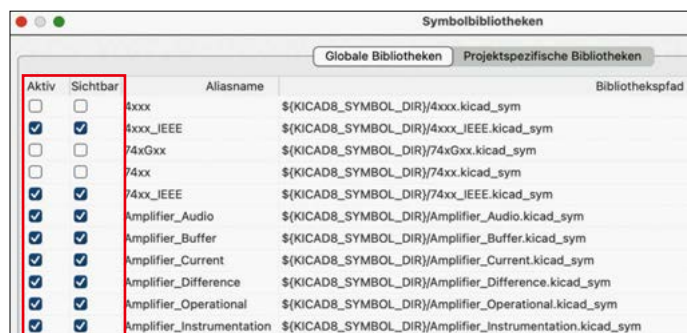 Symbolbibliotheken
Globale Bibliotheken Projektspezifische Bibliotheken
Aktiv Sichtbar Aliasname Bibliothekspfad
4xxx ${KICAD8_SYMBOL_DIR}/4xxx.kicad_sym
4xxx_IEEE ${KICAD8_SYMBOL_DIR}/4xxx_IEEE.kicad_sym
74xGxx ${KICAD8_SYMBOL_DIR}/74xGxx.kicad_sym
74xx ${KICAD8_SYMBOL_DIR}/74xx.kicad_sym
74xx_IEEE ${KICAD8_SYMBOL_DIR}/74xx_IEEE.kicad_sym
Amplifier_Audio ${KICAD8_SYMBOL_DIR}/Amplifier_Audio.kicad_sym
Amplifier_Buffer ${KICAD8_SYMBOL_DIR}/Amplifier_Buffer.kicad_sym
Amplifier_Current ${KICAD8_SYMBOL_DIR}/Amplifier_Current.kicad_sym
Amplifier_Difference ${KICAD8_SYMBOL_DIR}/Amplifier_Difference.kicad_sym
Amplifier_Operational ${KICAD8_SYMBOL_DIR}/Amplifier_Operational.kicad_sym
Amplifier_Instrumentation ${KICAD8_SYMBOL_DIR}/Amplifier_Instrumentation.kicad_sym